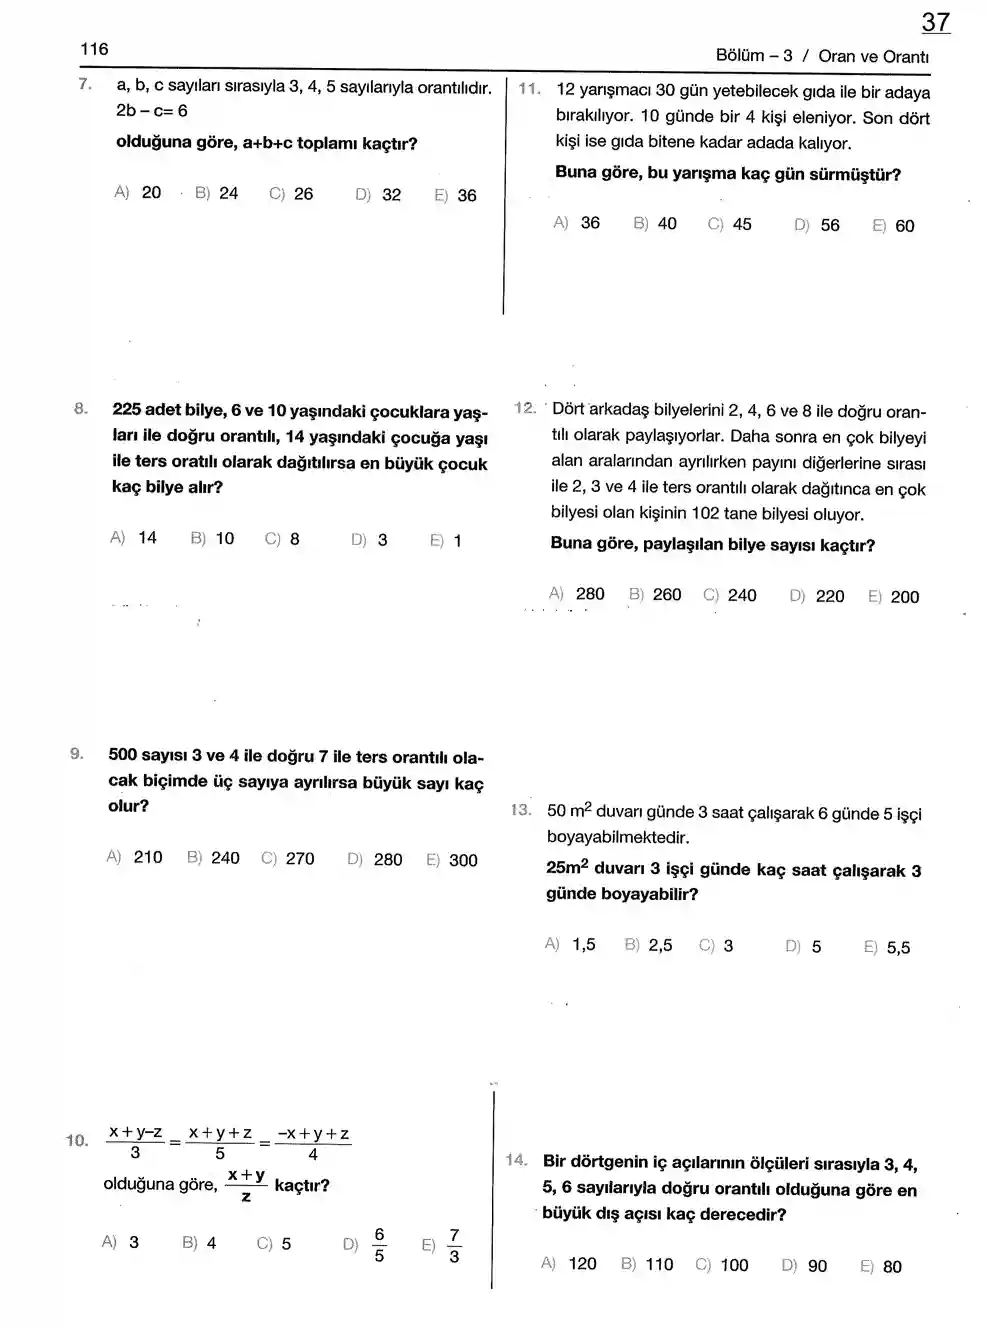 37
116
Bölüm – 3 / Oran ve Orantı
7. a, b, c sayıları sırasıyla 3, 4, 5 sayılarıyla orantılıdır.
2b – c= 6
olduğuna göre, a+b+c toplamı kaçtır?
A) 20 B) 24 C) 26 D) 32 E) 36
8. 225 adet bilye, 6 ve 10 yaşındaki çocuklara yaş-
ları ile doğru orantılı, 14 yaşındaki çocuğa yaşı
ile ters oratılı olarak dağıtılırsa en büyük çocuk
kaç bilye alır?
A) 14 B) 10 C) 8 D) 3 E) 1
9. 500 sayısı 3 ve 4 ile doğru 7 ile ters orantılı ola-
cak biçimde üç sayıya ayrılırsa büyük sayı kaç
olur?
A) 210 B) 240 C) 270 D) 280 E) 300
10. x+y–z/3 = x+y+z/5 = –x+y+z/4
olduğuna göre, x+y/z kaçtır?
A) 3 B) 4 C) 5 D) 6/5 E) 7/3
11. 12 yarışmacı 30 gün yetebilecek gıda ile bir adaya
bırakılıyor. 10 günde bir 4 kişi eleniyor. Son dört
kişi ise gıda bitene kadar adada kalıyor.
Buna göre, bu yarışma kaç gün sürmüştür?
A) 36 B) 40 C) 45 D) 56 E) 60
12. Dört arkadaş bilyelerini 2, 4, 6 ve 8 ile doğru oran-
tılı olarak paylaşıyorlar. Daha sonra en çok bilyeyi
alan aralarından ayrılırken payını diğerlerine sırası
ile 2, 3 ve 4 ile ters orantılı olarak dağıtınca en çok
bilyesi olan kişinin 102 tane bilyesi oluyor.
Buna göre, paylaşılan bilye sayısı kaçtır?
A) 280 B) 260 C) 240 D) 220 E) 200
13. 50 m² duvarı günde 3 saat çalışarak 6 günde 5 işçi
boyayabilmektedir.
25m² duvarı 3 işçi günde kaç saat çalışarak 3
günde boyayabilir?
A) 1,5 B) 2,5 C) 3 D) 5 E) 5,5
14. Bir dörtgenin iç açılarının ölçüleri sırasıyla 3, 4,
5, 6 sayılarıyla doğru orantılı olduğuna göre en
büyük dış açısı kaç derecedir?
A) 120 B) 110 C) 100 D) 90 E) 80